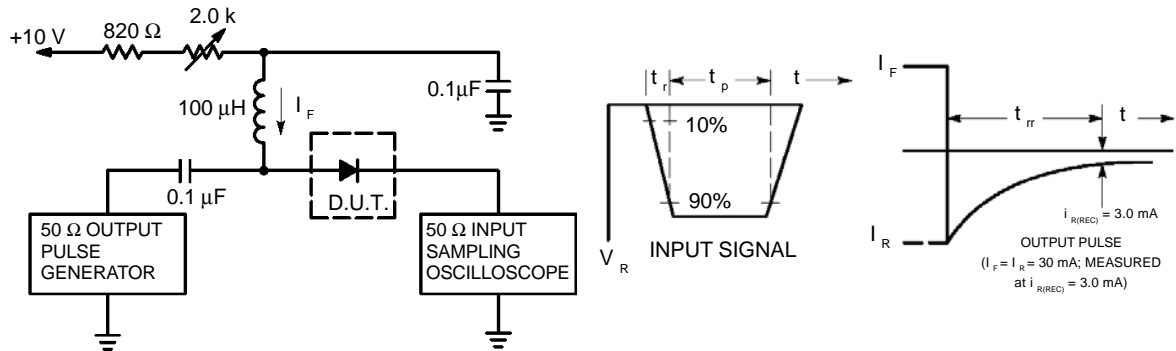 +10 V
820 Ω
2.0 k
100 µH
I F
0.1µF
0.1 µF
D.U.T.
50 Ω OUTPUT
PULSE
GENERATOR
50 Ω INPUT
SAMPLING
OSCILLOSCOPE
t r
t p
t
10%
90%
V R
INPUT SIGNAL
I F
t rr
t
I R
i R(REC) = 3.0 mA
OUTPUT PULSE
(I F = I R = 30 mA; MEASURED
at i R(REC) = 3.0 mA)